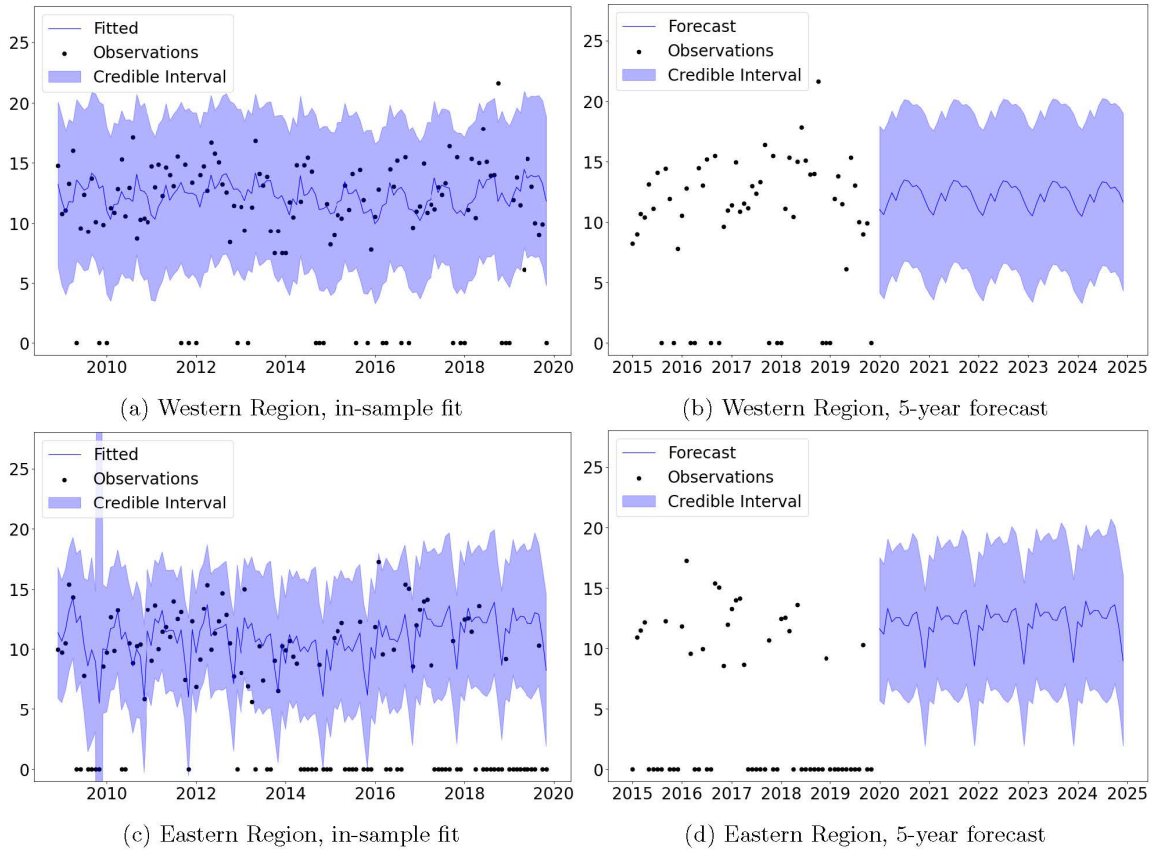 25
20
15
10
5
0
Fitted
Observations
Credible Interval
2010 2012 2014 2016 2018 2020
(a) Western Region, in-sample fit
25
20
15
10
5
0
Forecast
Observations
Credible Interval
2015 2016 2017 2018 2019 2020 2021 2022 2023 2024 2025
(b) Western Region, 5-year forecast
25
20
15
10
5
0
Fitted
Observations
Credible Interval
2010 2012 2014 2016 2018 2020
(c) Eastern Region, in-sample fit
25
20
15
10
5
0
Forecast
Observations
Credible Interval
2015 2016 2017 2018 2019 2020 2021 2022 2023 2024 2025
(d) Eastern Region, 5-year forecast